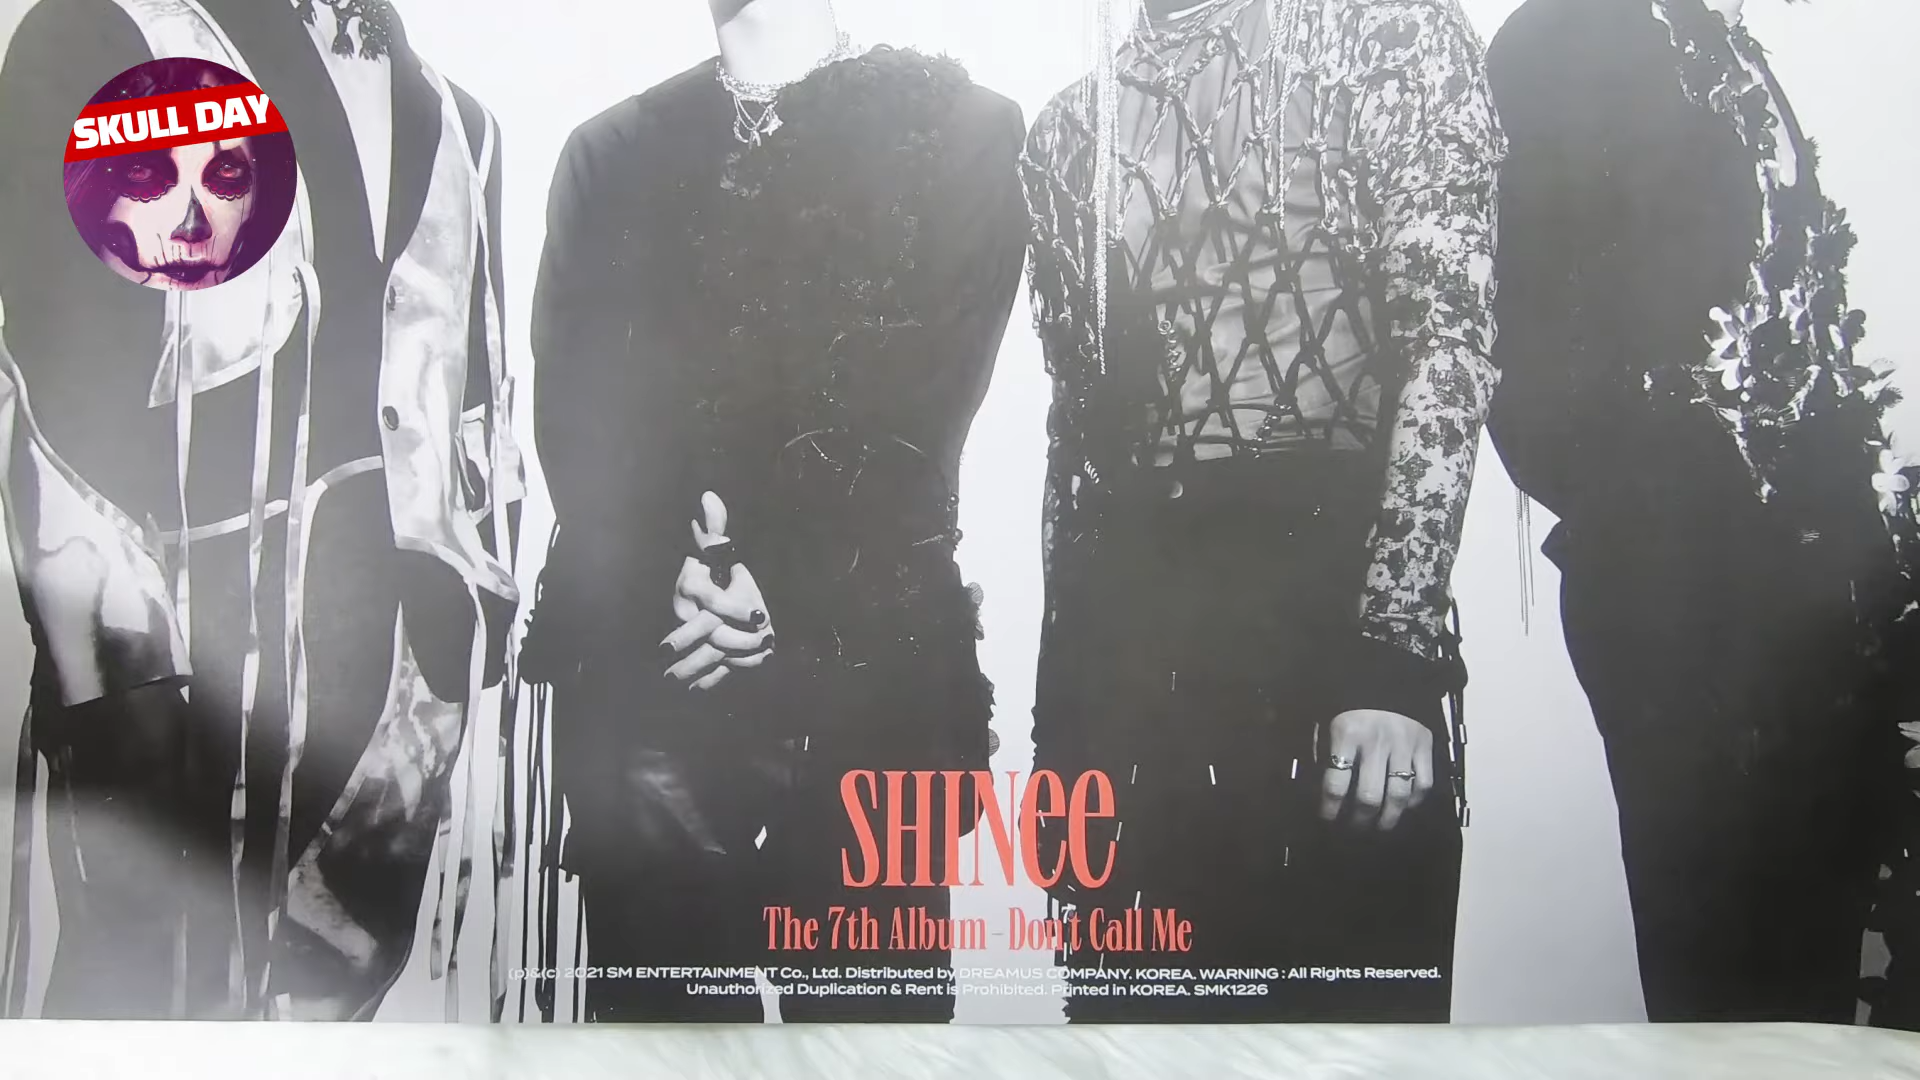 SKULL DAY
SHINee
The 7th Album - Don't Call Me
(p)&(c) 2021 SM ENTERTAINMENT Co., Ltd. Distributed by DREAMUS COMPANY. KOREA. WARNING : All Rights Reserved.
Unauthorized Duplication & Rent is Prohibited. Printed in KOREA. SMK1226